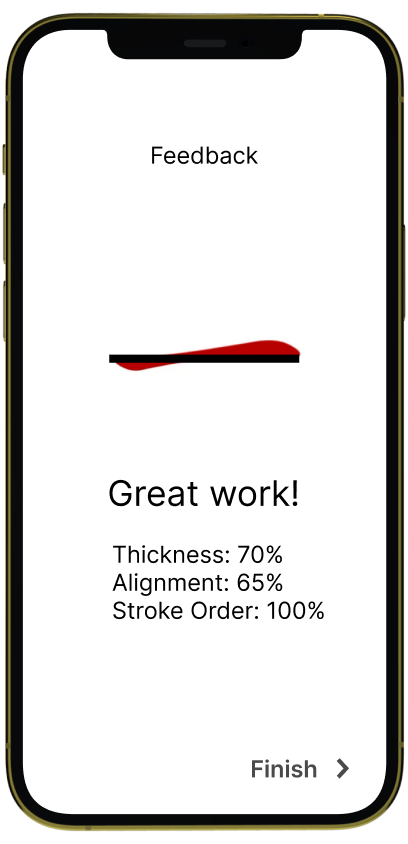 Feedback
Great work!
Thickness: 70%
Alignment: 65%
Stroke Order: 100%
Finish